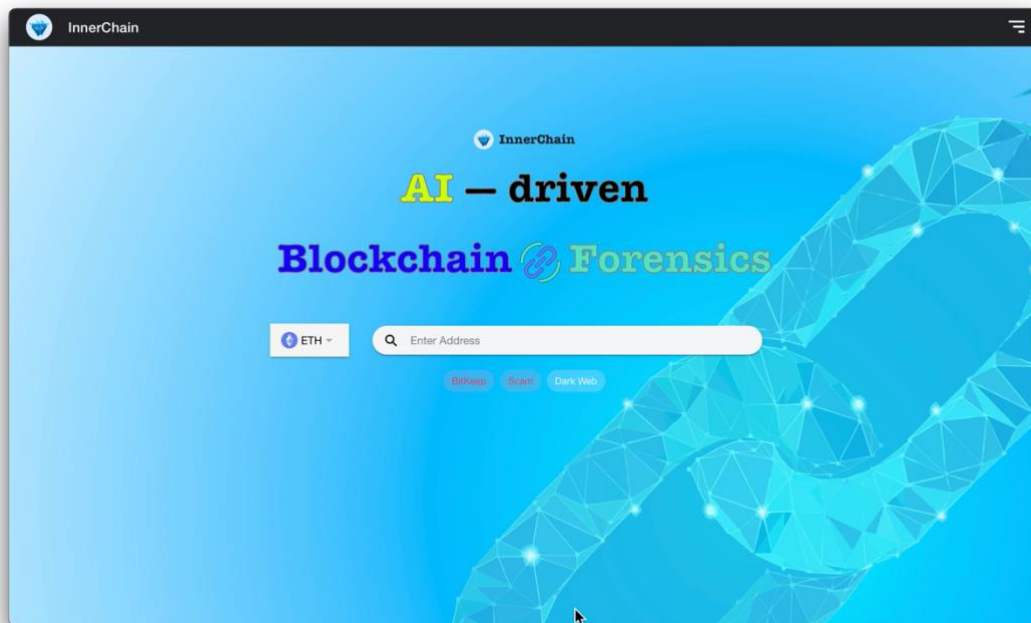 InnerChain
InnerChain
AI — driven
Blockchain Forensics
ETH
Enter Address
BitKeep Scam Dark Web